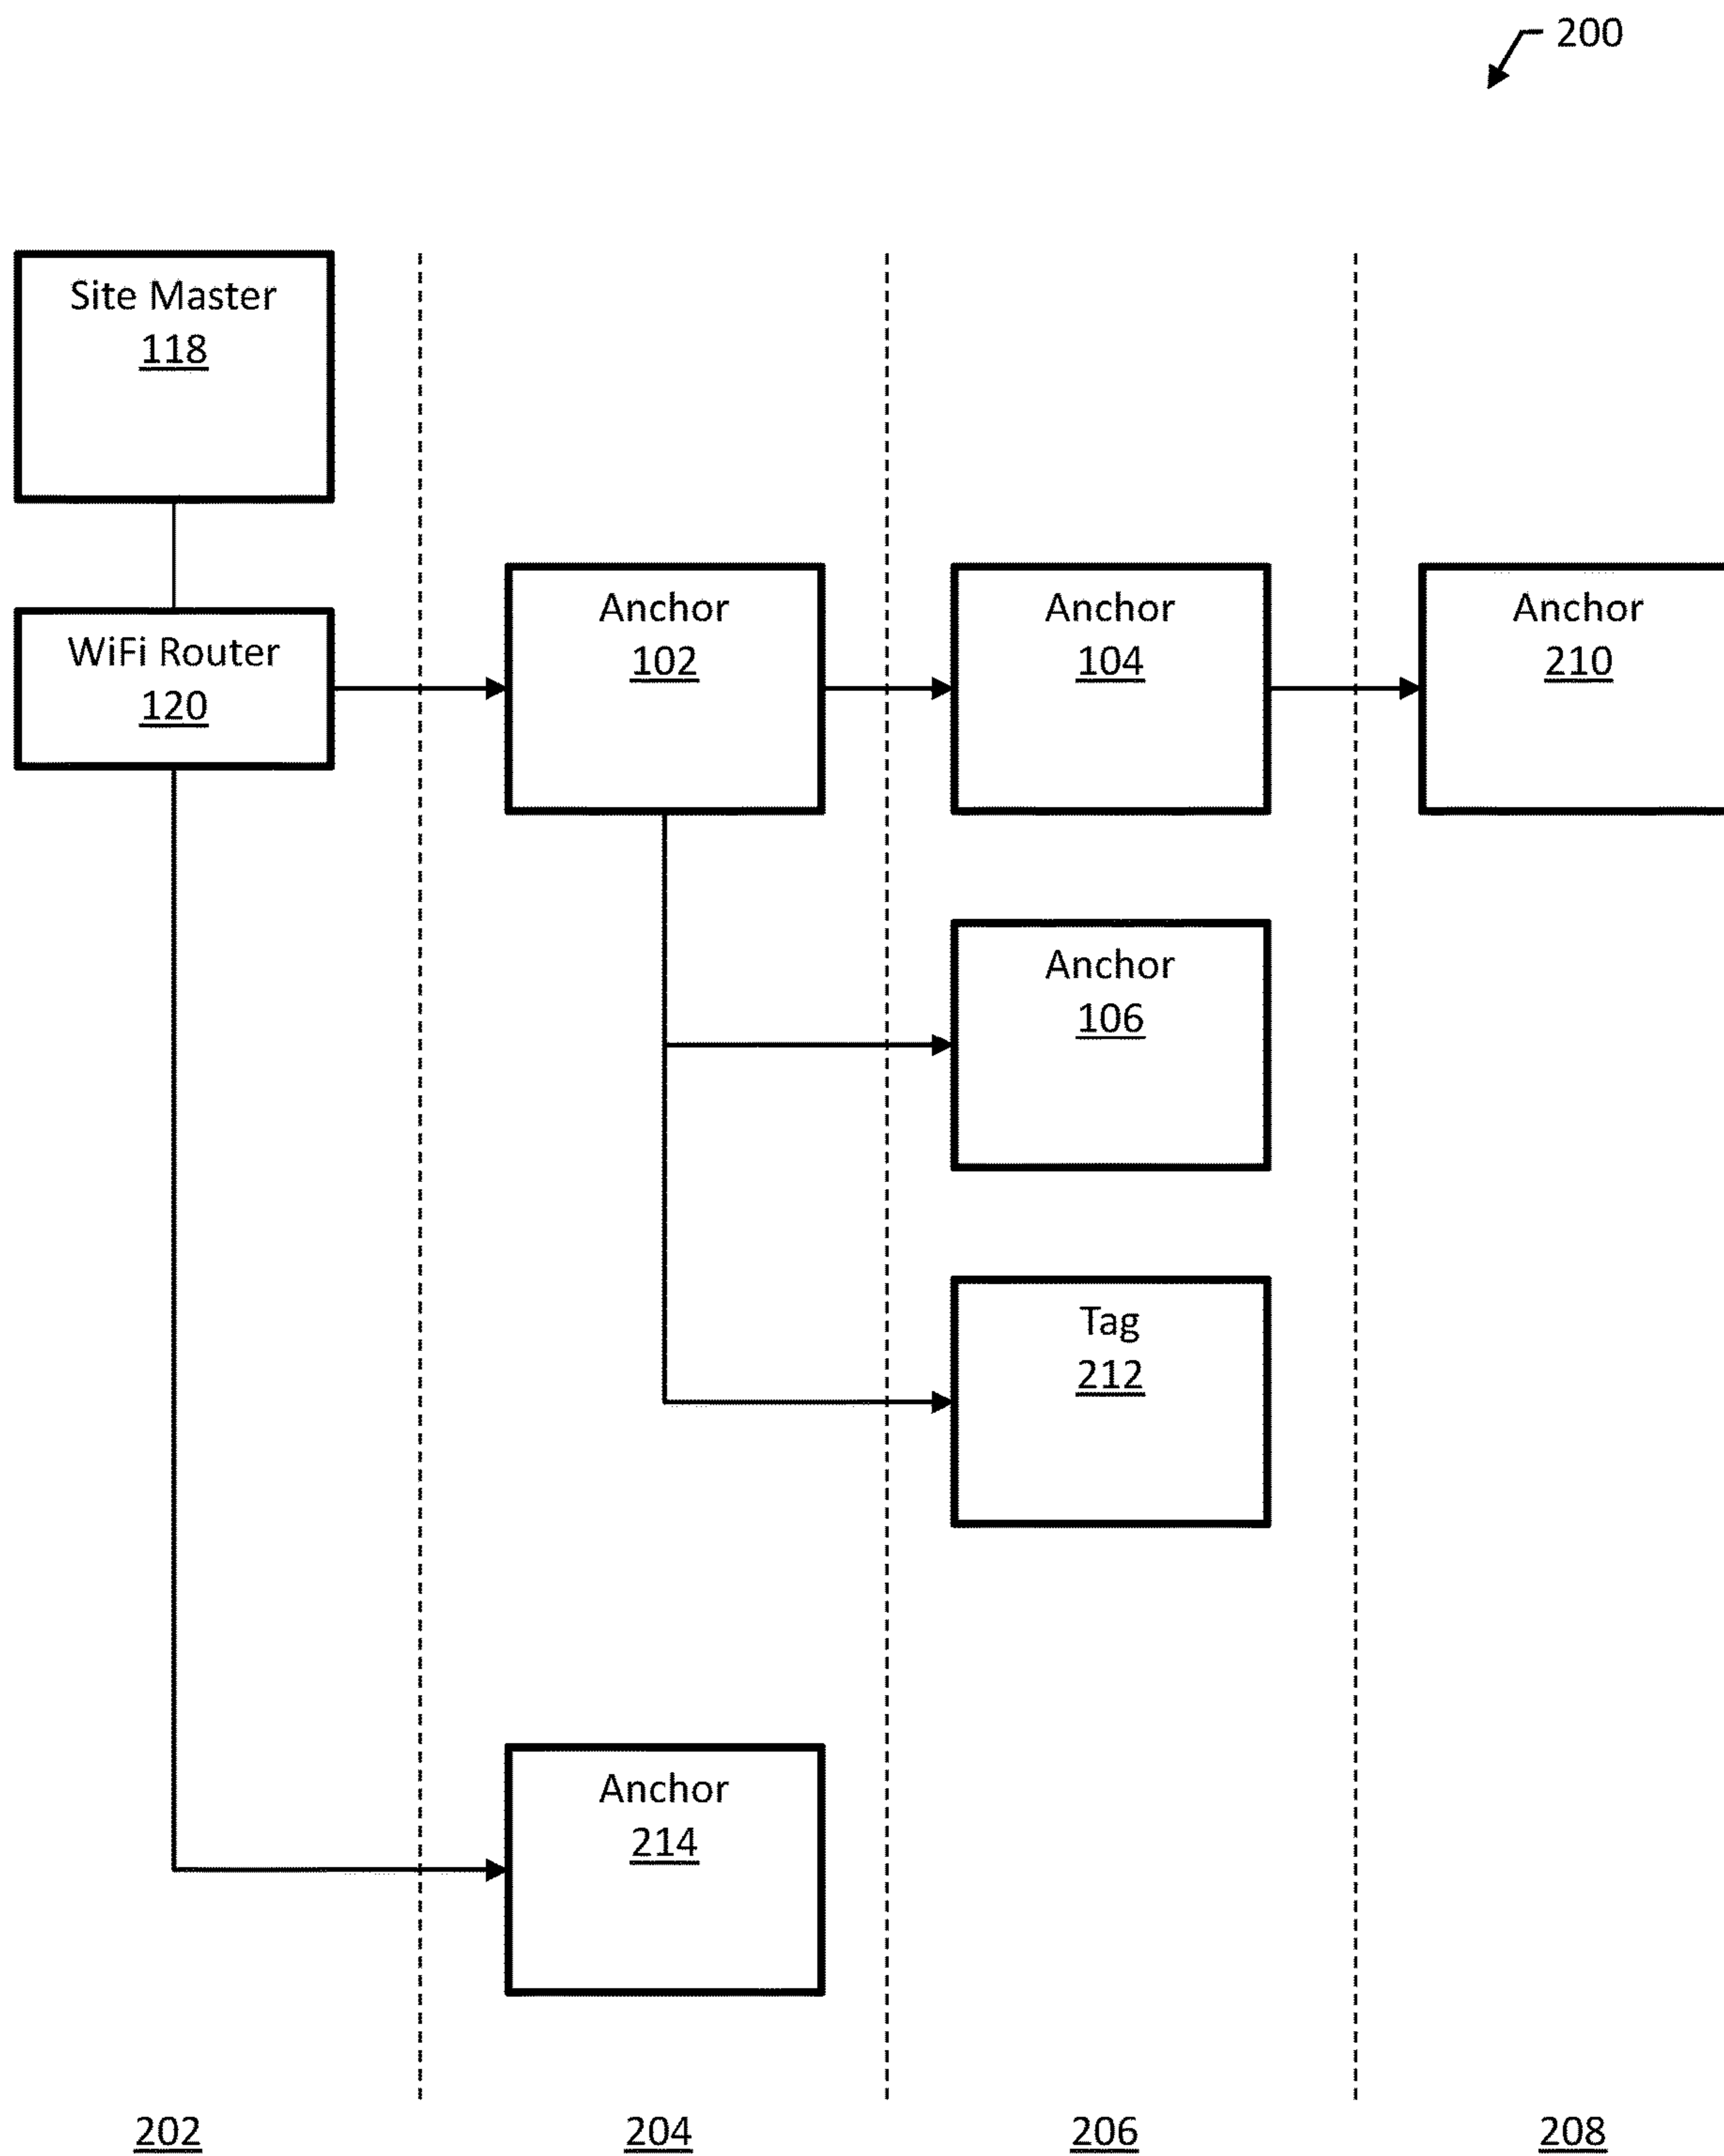 200
Site Master
118
WiFi Router
120
Anchor
102
Anchor
104
Anchor
210
Anchor
106
Tag
212
Anchor
214
202
204
206
208